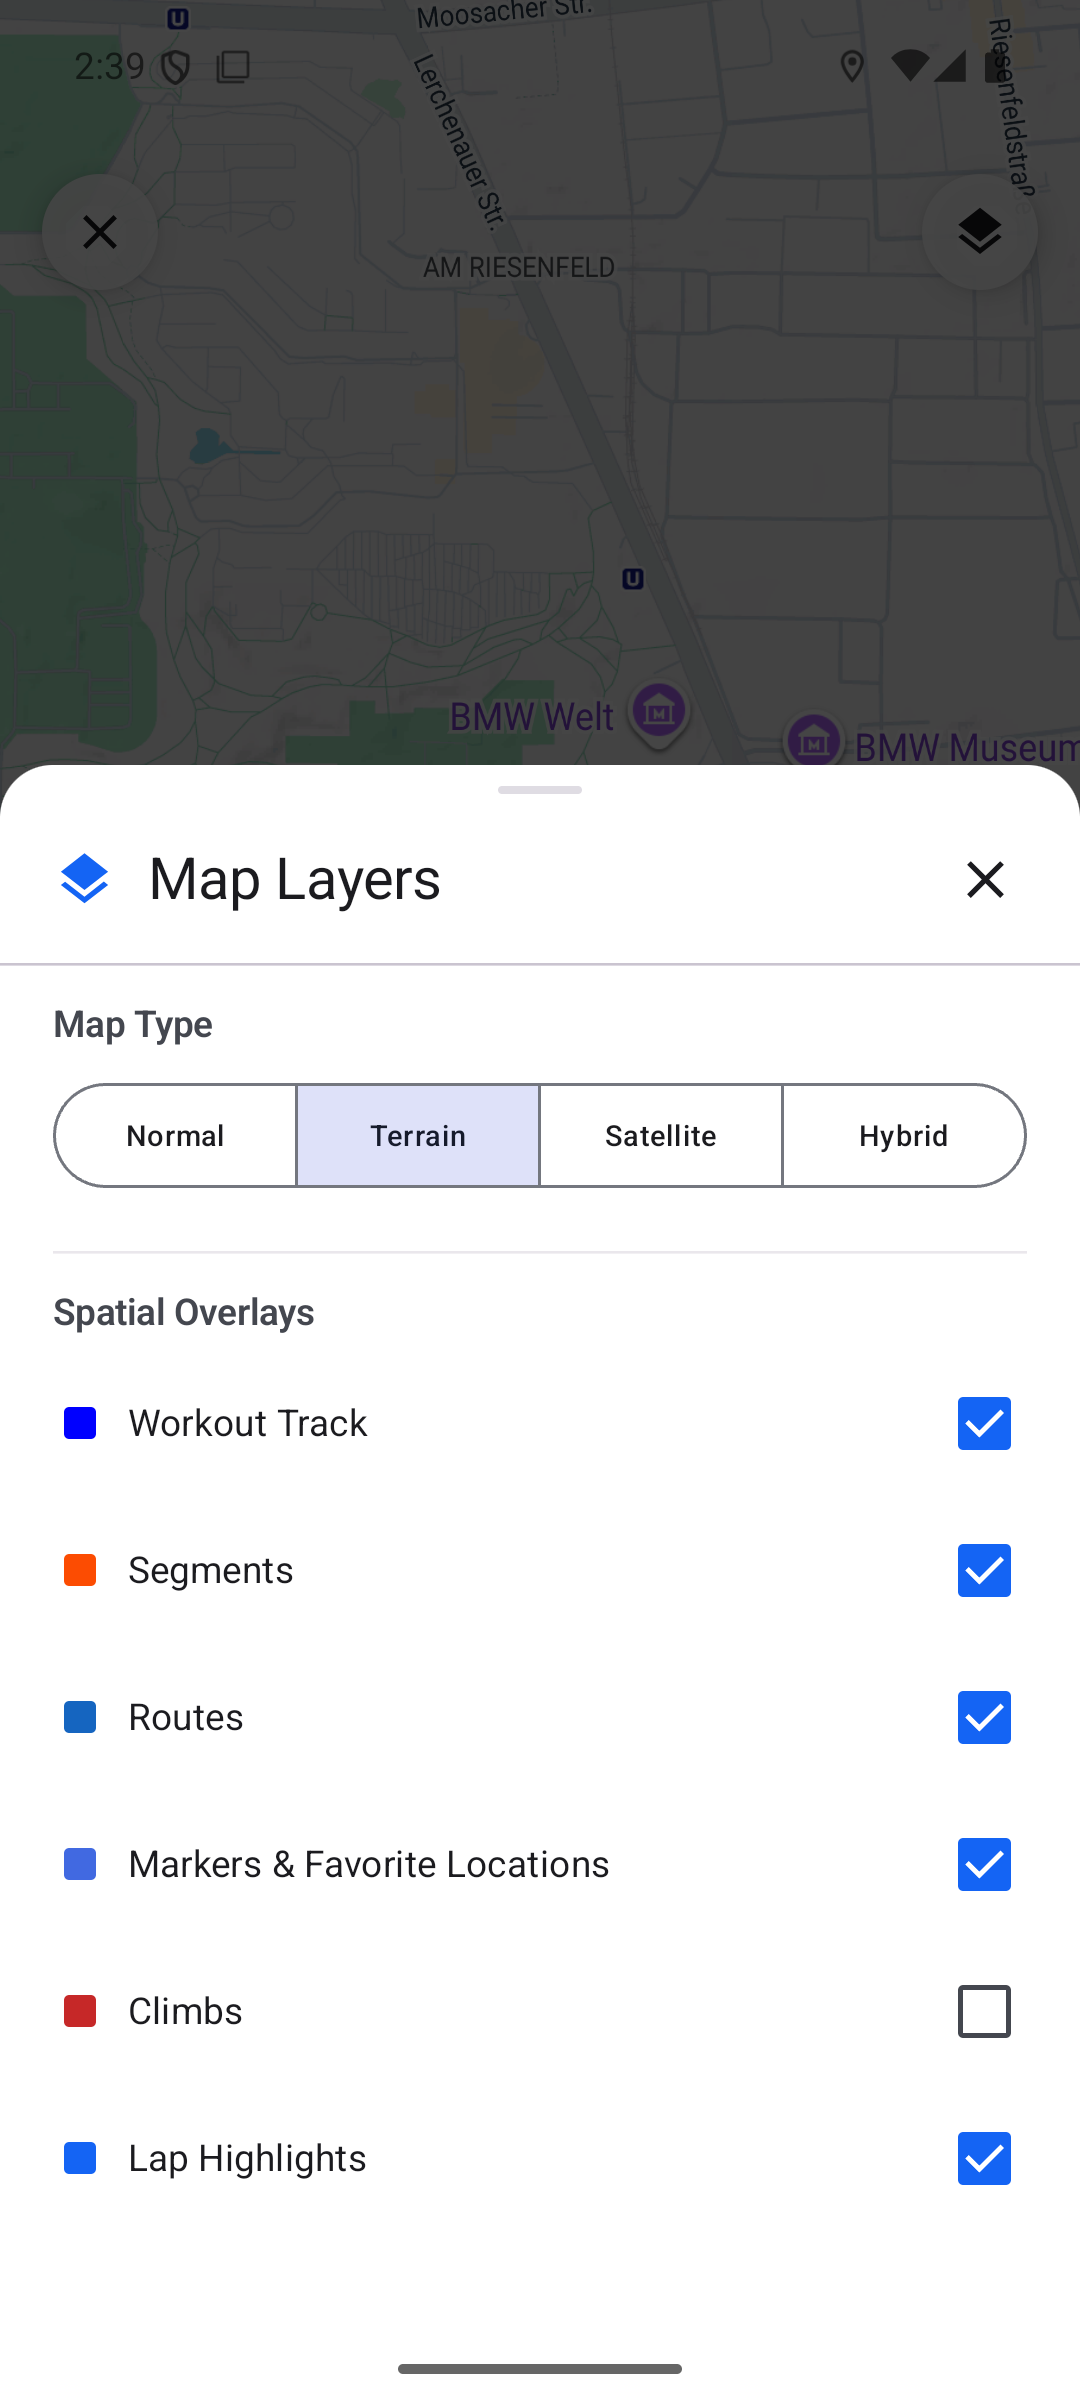 Moosacher Str.
2:39
Lerchenauer Str.
Riesenfeldstraße
AM RIESENFELD
U
U
BMW Welt
BMW Museum
Map Layers
Map Type
Normal
Terrain
Satellite
Hybrid
Spatial Overlays
Workout Track
Segments
Routes
Markers & Favorite Locations
Climbs
Lap Highlights